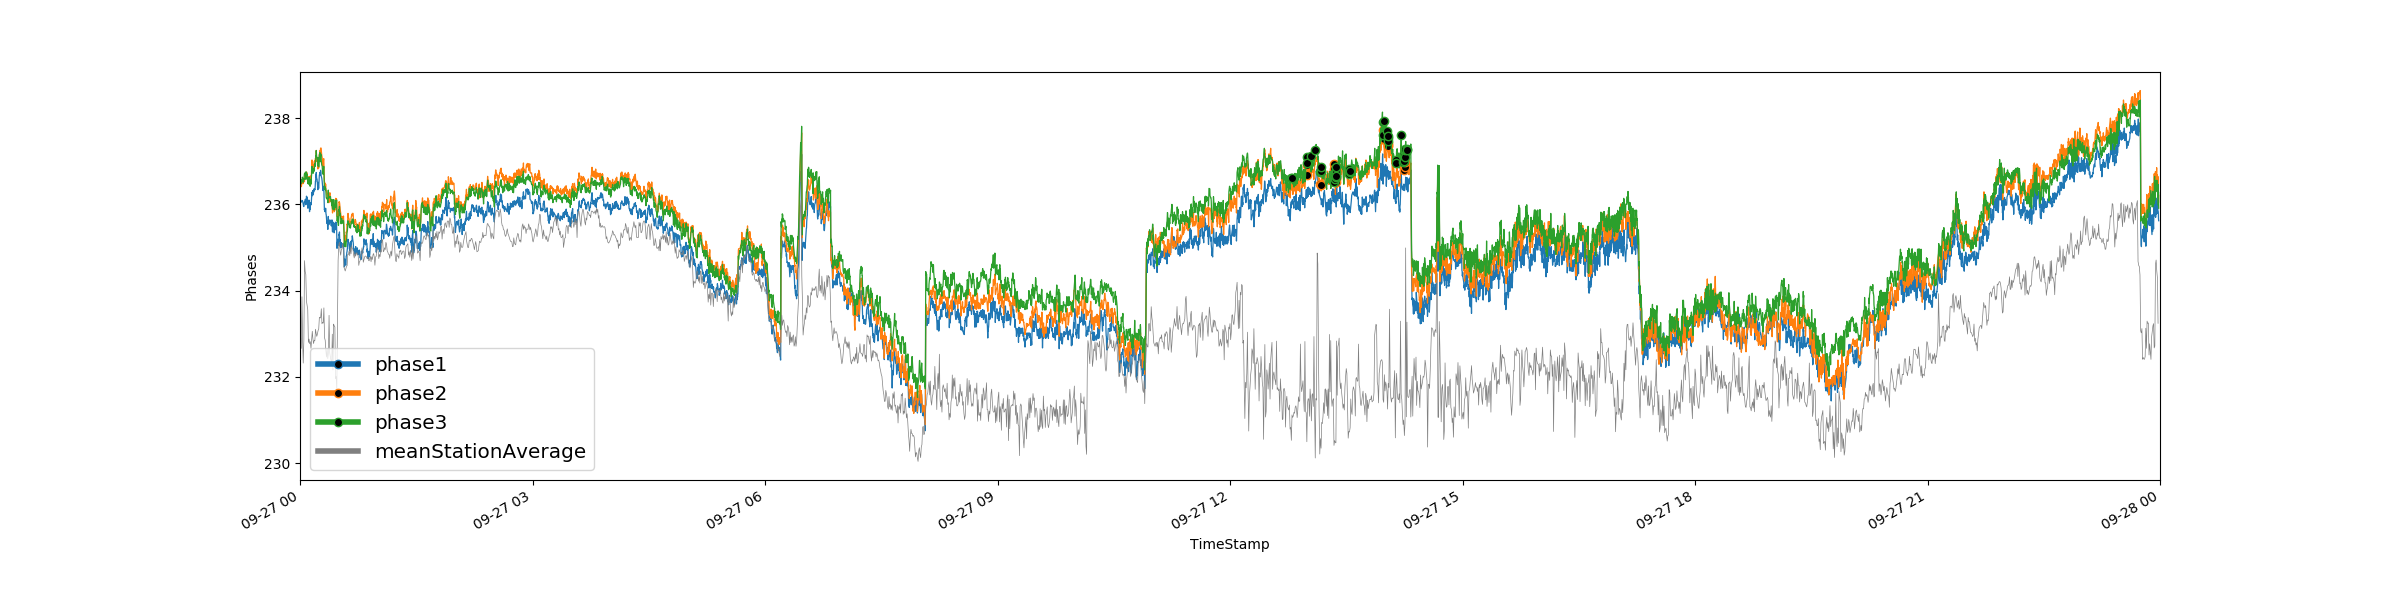 238
236
234
232
230
Phases
phase1
phase2
phase3
meanStationAverage
09-27 00
09-27 03
09-27 06
09-27 09
09-27 12
09-27 15
09-27 18
09-27 21
09-28 00
TimeStamp